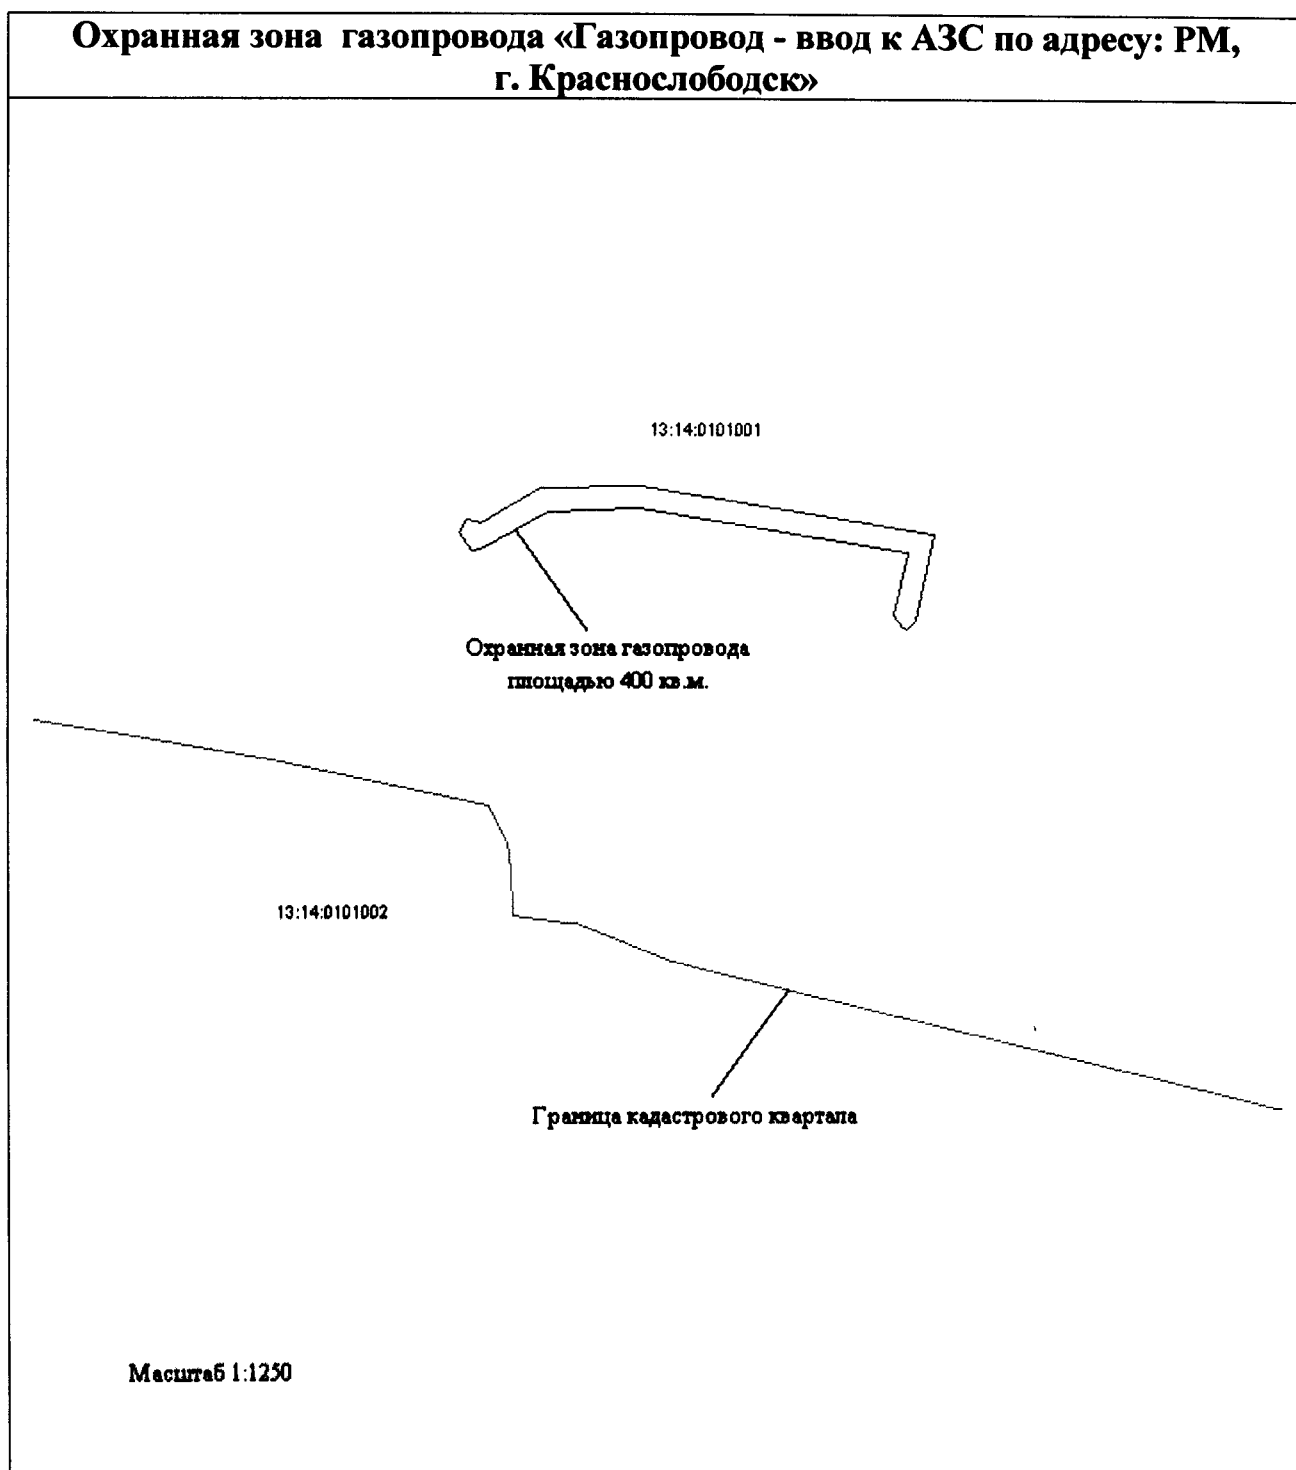 Охранная зона газопровода «Газопровод - ввод к АЗС по адресу: РМ,
г. Краснослободск»
13:14:0101001
Охранная зона газопровода
площадью 400 кв.м.
13:14:0101002
Граница кадастрового квартала
Масштаб 1:1250